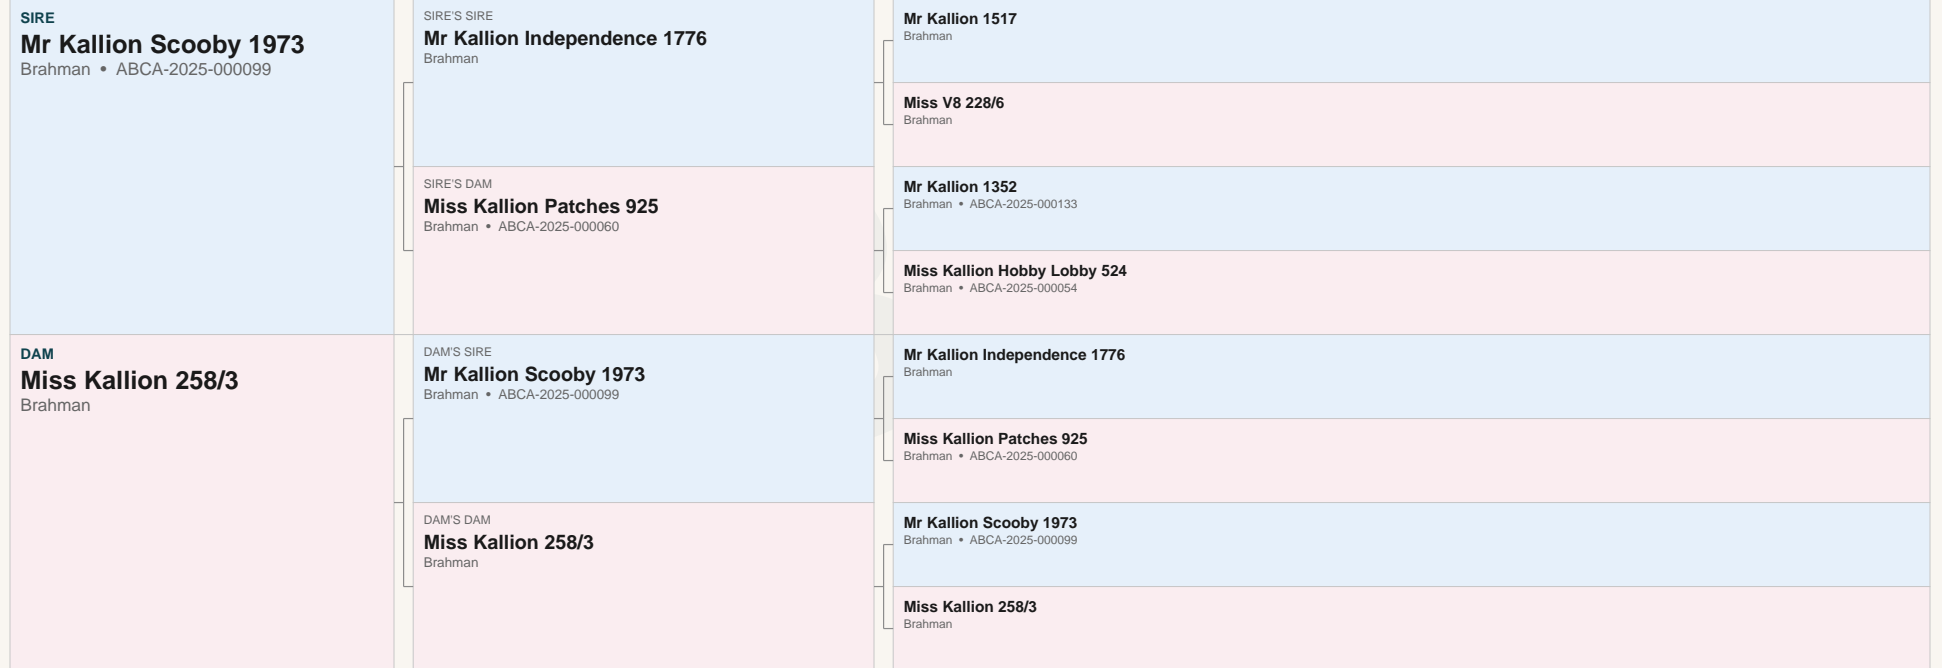 SIRE
Mr Kallion Scooby 1973
Brahman • ABCA-2025-000099
SIRE'S SIRE
Mr Kallion Independence 1776
Brahman
Mr Kallion 1517
Brahman
Miss V8 228/6
Brahman
SIRE'S DAM
Miss Kallion Patches 925
Brahman • ABCA-2025-000060
Mr Kallion 1352
Brahman • ABCA-2025-000133
Miss Kallion Hobby Lobby 524
Brahman • ABCA-2025-000054
DAM
Miss Kallion 258/3
Brahman
DAM'S SIRE
Mr Kallion Scooby 1973
Brahman • ABCA-2025-000099
Mr Kallion Independence 1776
Brahman
Miss Kallion Patches 925
Brahman • ABCA-2025-000060
DAM'S DAM
Miss Kallion 258/3
Brahman
Mr Kallion Scooby 1973
Brahman • ABCA-2025-000099
Miss Kallion 258/3
Brahman